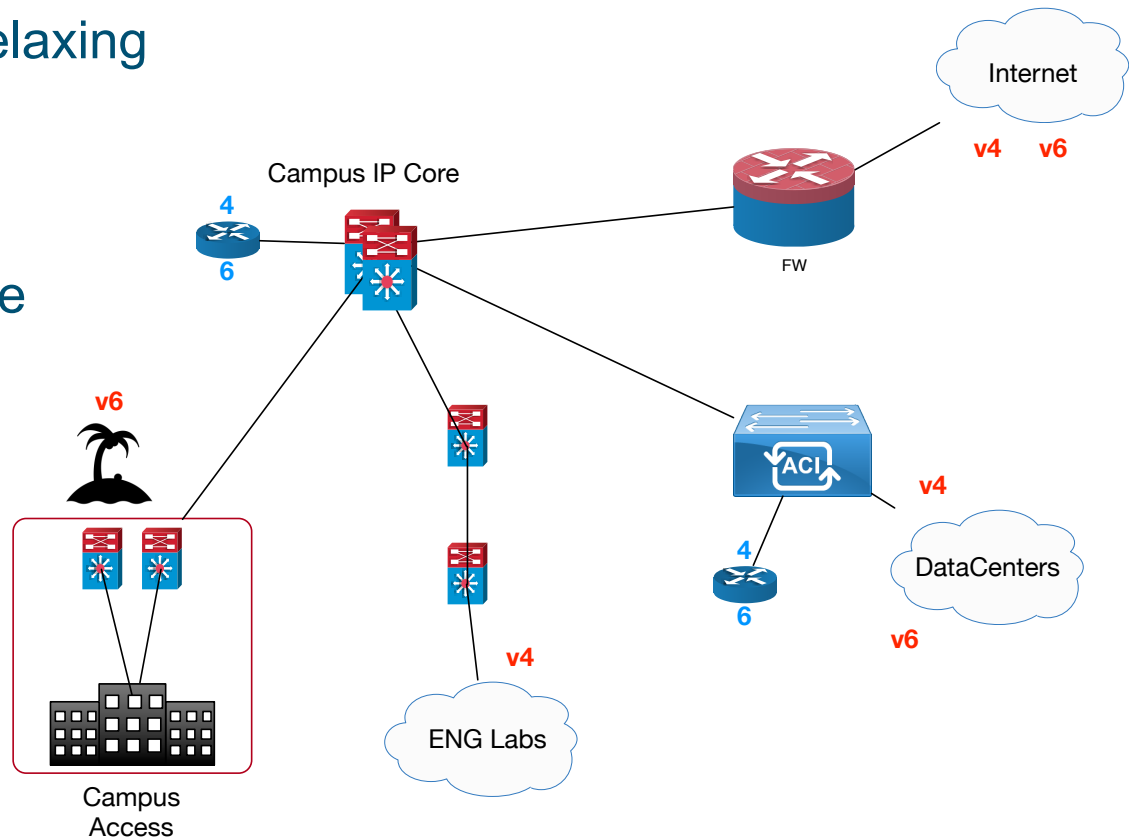 elaxing
Internet
v4 v6
Campus IP Core
4
6
FW
e
v6
ACI
v4
4
6
DataCenters
v6
v4
ENG Labs
Campus
Access